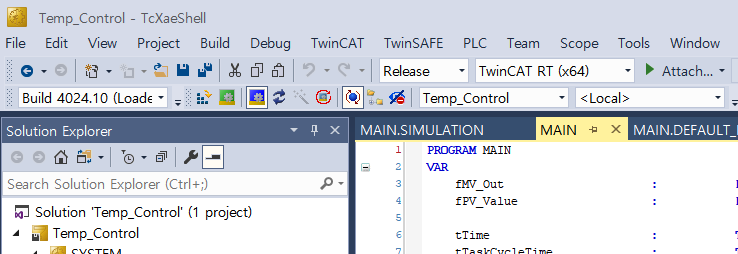 Temp_Control - TcXaeShell
File Edit View Project Build Debug TwinCAT TwinSAFE PLC Team Scope Tools Window
Release TwinCAT RT (x64) Attach...
Build 4024.10 (Loade Temp_Control <Local>
Solution Explorer
MAIN.SIMULATION MAIN MAIN.DEFAULT_
Search Solution Explorer (Ctrl+;)
Solution 'Temp_Control' (1 project)
Temp_Control
SYSTEM
1 PROGRAM MAIN
2 VAR
3 fMV_Out :
4 fPV_Value :
5
6 tTime :
7 tTaskCycleTime :